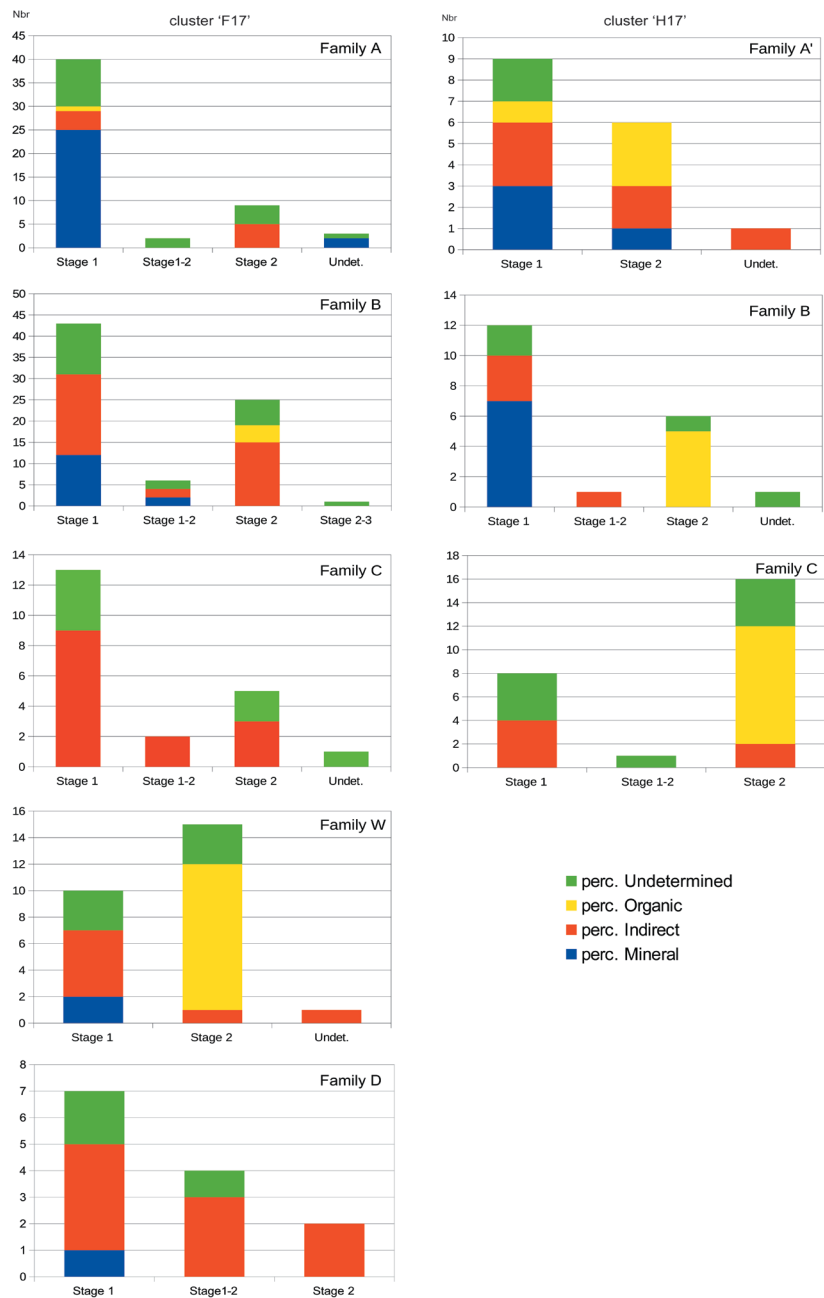 Nbr
cluster ‘F17’
Family A
45
40
35
30
25
20
15
10
5
0
Stage 1
Stage1-2
Stage 2
Undet.
Family B
50
45
40
35
30
25
20
15
10
5
0
Stage 1
Stage 1-2
Stage 2
Stage 2-3
Family C
14
12
10
8
6
4
2
0
Stage 1
Stage 1-2
Stage 2
Undet.
Family W
16
14
12
10
8
6
4
2
0
Stage 1
Stage 2
Undet.
Family D
8
7
6
5
4
3
2
1
0
Stage 1
Stage1-2
Stage 2
Nbr
cluster ‘H17’
Family A'
10
9
8
7
6
5
4
3
2
1
0
Stage 1
Stage 2
Undet.
Family B
14
12
10
8
6
4
2
0
Stage 1
Stage 1-2
Stage 2
Undet.
Family C
18
16
14
12
10
8
6
4
2
0
Stage 1
Stage 1-2
Stage 2
perc. Undetermined
perc. Organic
perc. Indirect
perc. Mineral